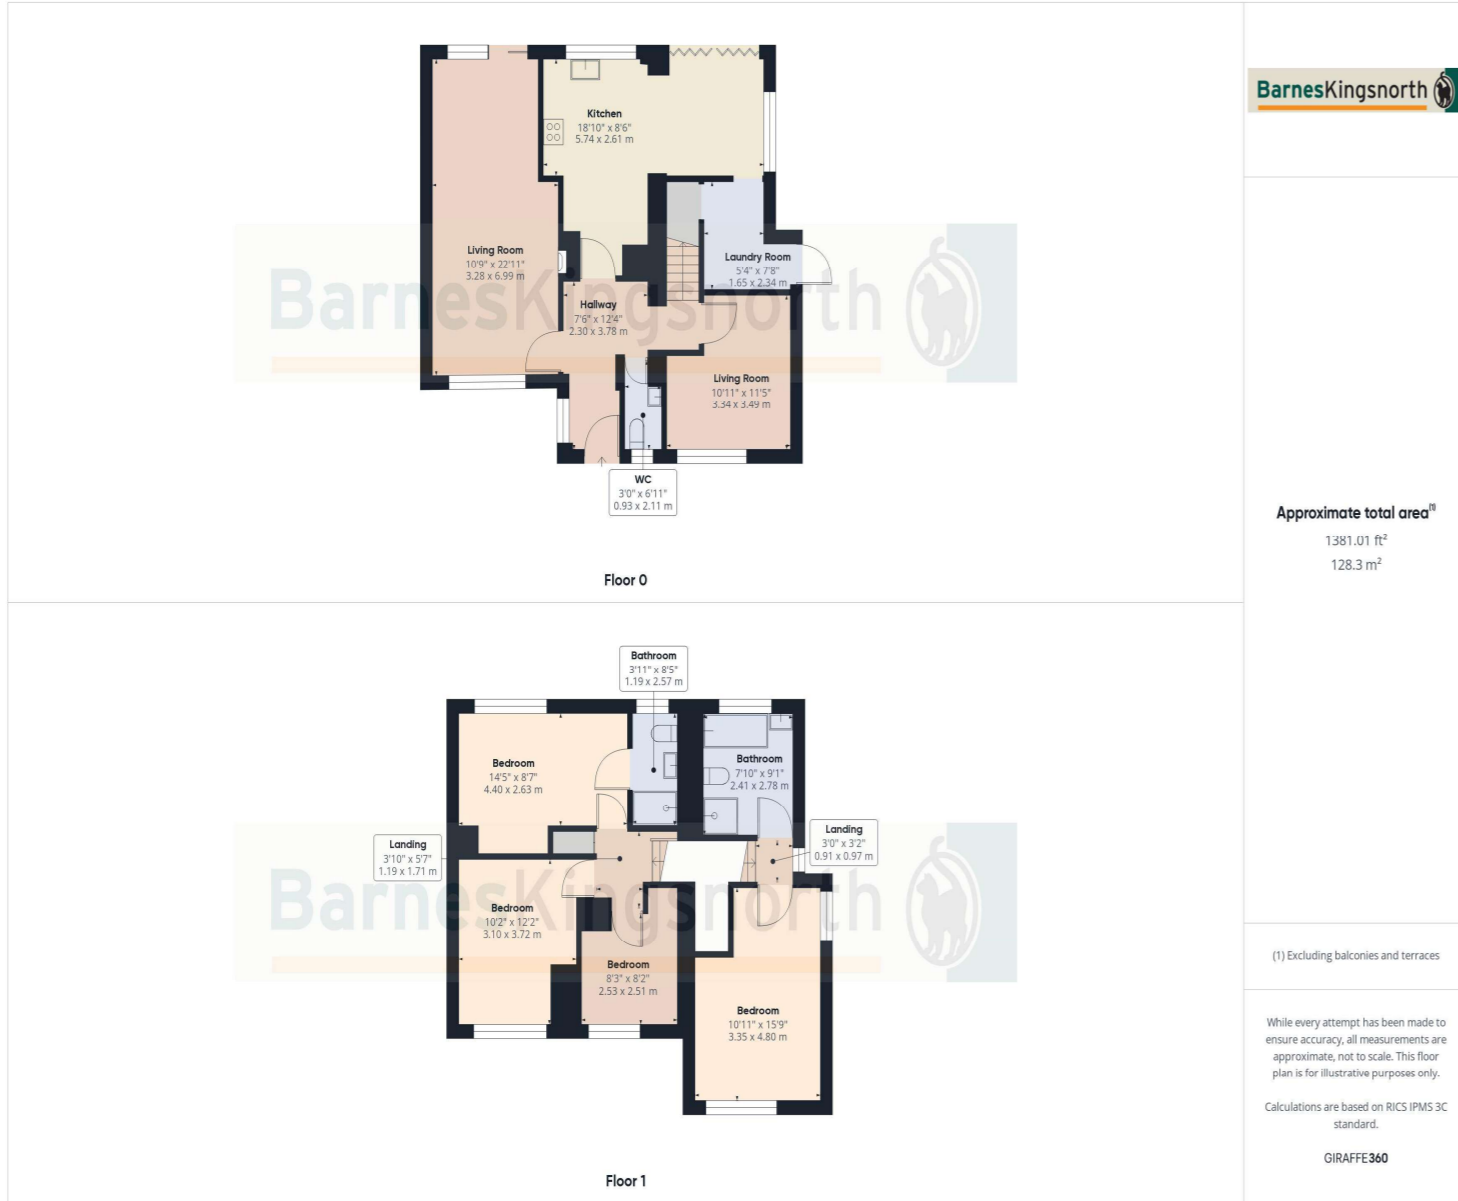 Kitchen
18'10" x 8'6"
5.74 x 2.61 m
Living Room
10'9" x 22'11"
3.28 x 6.99 m
Laundry Room
5'4" x 7'8"
1.65 x 2.34 m
Hallway
7'6" x 12'4"
2.30 x 3.78 m
Living Room
10'11" x 11'5"
3.34 x 3.49 m
WC
3'0" x 6'11"
0.93 x 2.11 m
BarnesKingsnorth
Floor 0
Bathroom
3'11" x 8'5"
1.19 x 2.57 m
Bedroom
14'5" x 8'7"
4.40 x 2.63 m
Bathroom
7'10" x 9'1"
2.41 x 2.78 m
Landing
3'10" x 5'7"
1.19 x 1.71 m
Landing
3'0" x 3'2"
0.91 x 0.97 m
Bedroom
10'2" x 12'2"
3.10 x 3.72 m
Bedroom
8'3" x 8'2"
2.53 x 2.51 m
Bedroom
10'11" x 15'9"
3.35 x 4.80 m
BarnesKingsnorth
Floor 1
BarnesKingsnorth
Approximate total area(1)
1381.01 ft²
128.3 m²
(1) Excluding balconies and terraces
While every attempt has been made to
ensure accuracy, all measurements are
approximate, not to scale. This floor
plan is for illustrative purposes only.
Calculations are based on RICS IPMS 3C
standard.
GIRAFFE360